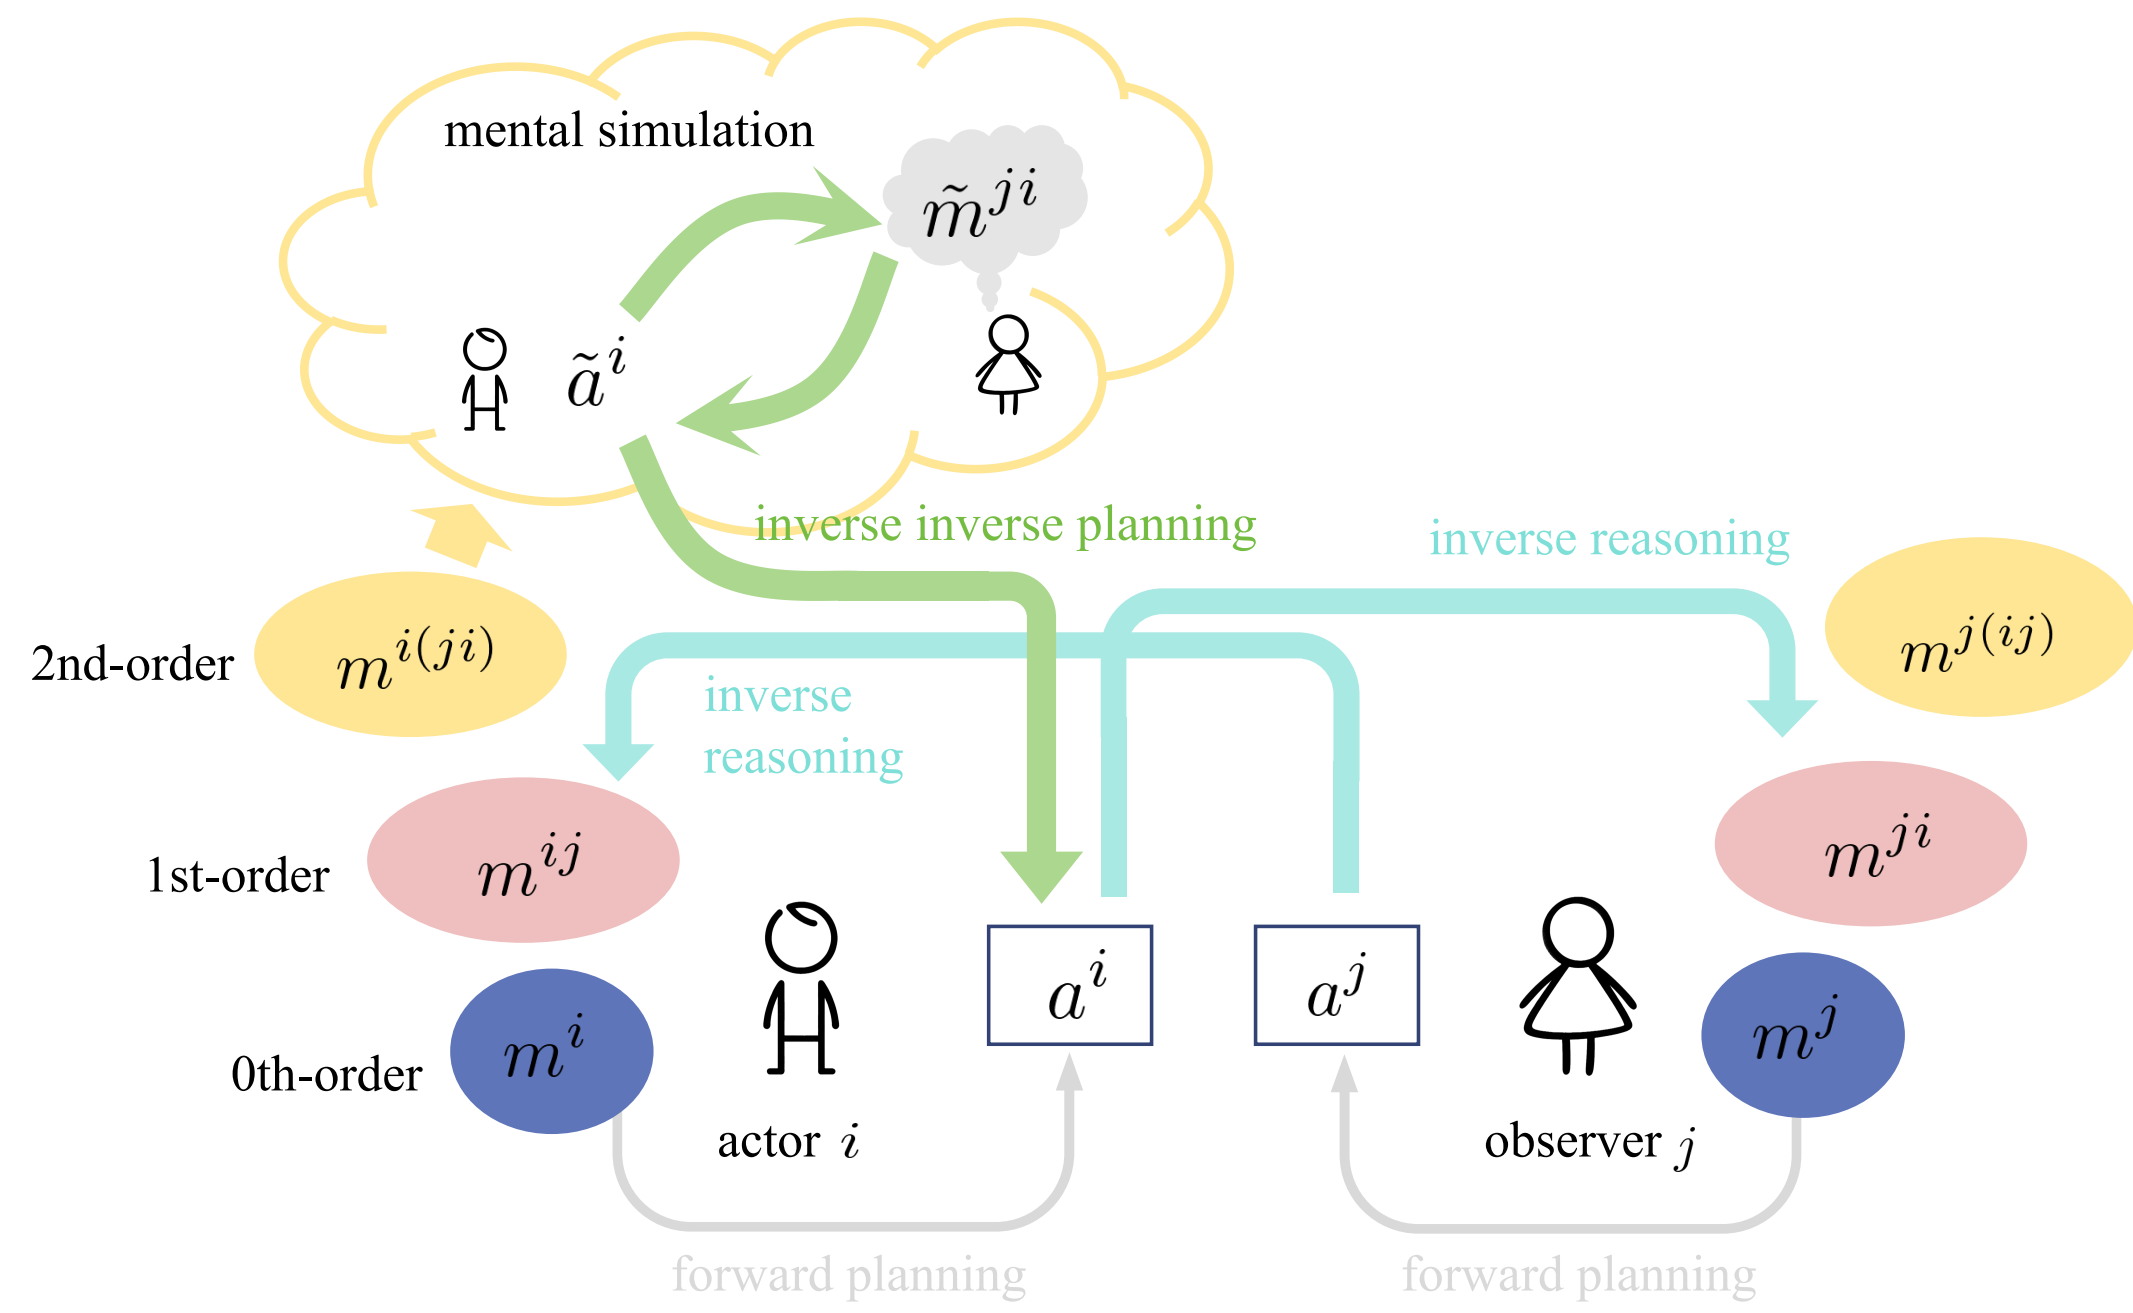 mental simulation
m̃^{ji}
ã^i
inverse inverse planning
inverse reasoning
2nd-order
m^{i(ji)}
m^{j(ij)}
inverse
reasoning
1st-order
m^{ij}
m^{ji}
0th-order
m^i
a^i
a^j
m^j
actor i
observer j
forward planning
forward planning